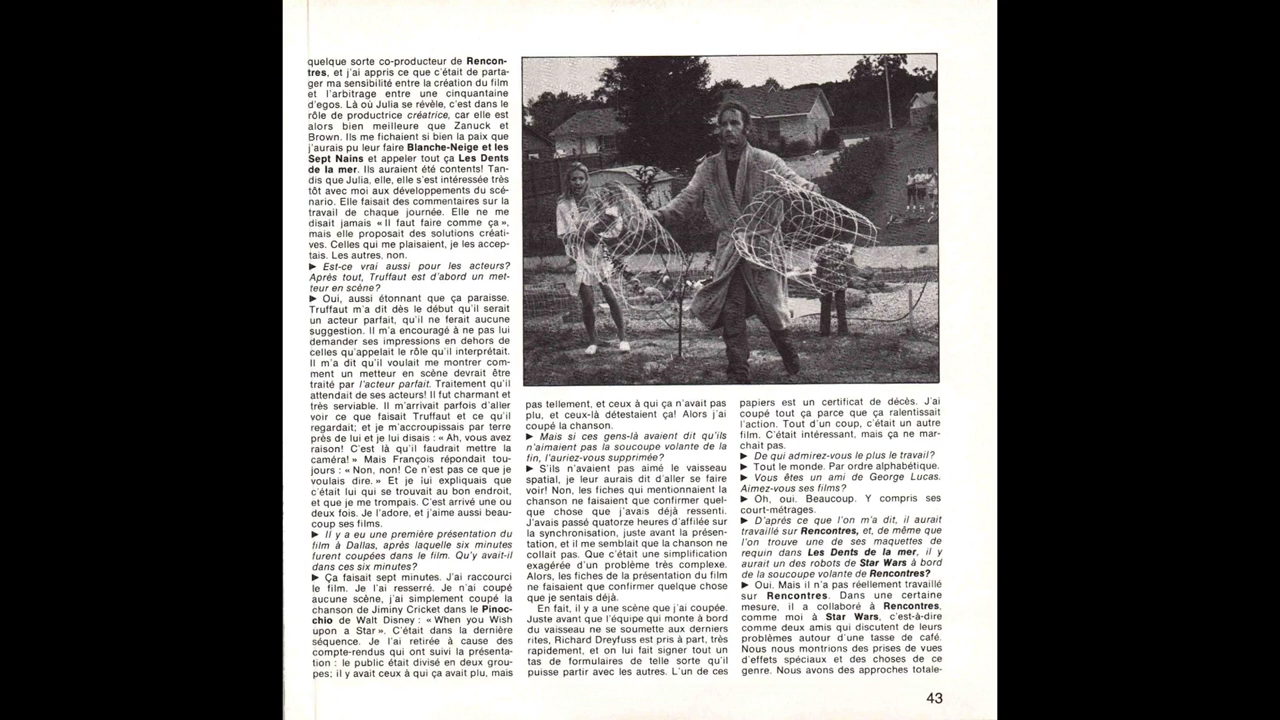 quelque sorte co-producteur de Rencon-
tres, et j'ai appris ce que c'était de parta-
ger ma sensibilité entre la création du film
et l'arbitrage entre une cinquantaine
d'egos. Là où Julia se révèle, c'est dans le
rôle de productrice créatrice, car elle est
alors bien meilleure que Zanuck et
Brown. Ils me fichaient si bien la paix que
j'aurais pu leur faire Blanche-Neige et les
Sept Nains et appeler tout ça Les Dents
de la mer. Ils auraient été contents! Tan-
dis que Julia, elle, elle s'est intéressée très
tôt avec moi aux développements du scé-
nario. Elle faisait des commentaires sur la
travail de chaque journée. Elle ne me
disait jamais « Il faut faire comme ça »,
mais elle proposait des solutions créati-
ves. Celles qui me plaisaient, je les accep-
tais. Les autres, non.
► Est-ce vrai aussi pour les acteurs?
Après tout, Truffaut est d'abord un met-
teur en scène?
► Oui, aussi étonnant que ça paraisse.
Truffaut m'a dit dès le début qu'il serait
un acteur parfait, qu'il ne ferait aucune
suggestion. Il m'a encouragé à ne pas lui
demander ses impressions en dehors de
celles qu'appelait le rôle qu'il interprétait.
Il m'a dit qu'il voulait me montrer com-
ment un metteur en scène devrait être
traité par l'acteur parfait. Traitement qu'il
attendait de ses acteurs! Il fut charmant et
très serviable. Il m'arrivait parfois d'aller
voir ce que faisait Truffaut et ce qu'il
regardait; et je m'accroupissais par terre
près de lui et je lui disais : « Ah, vous avez
raison! C'est là qu'il faudrait mettre la
caméra! » Mais François répondait tou-
jours : « Non, non! Ce n'est pas ce que je
voulais dire. » Et je lui expliquais que
c'était lui qui se trouvait au bon endroit,
et que je me trompais. C'est arrivé une ou
deux fois. Je l'adore, et j'aime aussi beau-
coup ses films.
► Il y a eu une première présentation du
film à Dallas, après laquelle six minutes
furent coupées dans le film. Qu'y avait-il
dans ces six minutes?
► Ça faisait sept minutes. J'ai raccourci
le film. Je l'ai resserré. Je n'ai coupé
aucune scène, j'ai simplement coupé la
chanson de Jiminy Cricket dans le Pinoc-
chio de Walt Disney : « When you Wish
upon a Star ». C'était dans la dernière
séquence. Je l'ai retirée à cause des
compte-rendus qui ont suivi la présenta-
tion : le public était divisé en deux grou-
pes; il y avait ceux à qui ça avait plu, mais
pas tellement, et ceux à qui ça n'avait pas
plu, et ceux-là détestaient ça! Alors j'ai
coupé la chanson.
► Mais si ces gens-là avaient dit qu'ils
n'aimaient pas la soucoupe volante de la
fin, l'auriez-vous supprimée?
► S'ils n'avaient pas aimé le vaisseau
spatial, je leur aurais dit d'aller se faire
voir! Non, les fiches qui mentionnaient la
chanson ne faisaient que confirmer quel-
que chose que j'avais déjà ressenti.
J'avais passé quatorze heures d'affilée sur
la synchronisation, juste avant la présen-
tation, et il me semblait que la chanson ne
collait pas. Que c'était une simplification
exagérée d'un problème très complexe.
Alors, les fiches de la présentation du film
ne faisaient que confirmer quelque chose
que je sentais déjà.
En fait, il y a une scène que j'ai coupée.
Juste avant que l'équipe qui monte à bord
du vaisseau ne se soumette aux derniers
rites, Richard Dreyfuss est pris à part, très
rapidement, et on lui fait signer tout un
tas de formulaires de telle sorte qu'il
puisse partir avec les autres. L'un de ces
papiers est un certificat de décès. J'ai
coupé tout ça parce que ça ralentissait
l'action. Tout d'un coup, c'était un autre
film. C'était intéressant, mais ça ne mar-
chait pas.
► De qui admirez-vous le plus le travail?
► Tout le monde. Par ordre alphabétique.
► Vous êtes un ami de George Lucas.
Aimez-vous ses films?
► Oh, oui. Beaucoup. Y compris ses
court-métrages.
► D'après ce que l'on m'a dit, il aurait
travaillé sur Rencontres, et, de même que
l'on trouve une de ses maquettes de
requin dans Les Dents de la mer, il y
aurait un des robots de Star Wars à bord
de la soucoupe volante de Rencontres?
► Oui. Mais il n'a pas réellement travaillé
sur Rencontres. Dans une certaine
mesure, il a collaboré à Rencontres,
comme moi à Star Wars, c'est-à-dire
comme deux amis qui discutent de leurs
problèmes autour d'une tasse de café.
Nous nous montrions des prises de vues
d'effets spéciaux et des choses de ce
genre. Nous avons des approches totale-
43